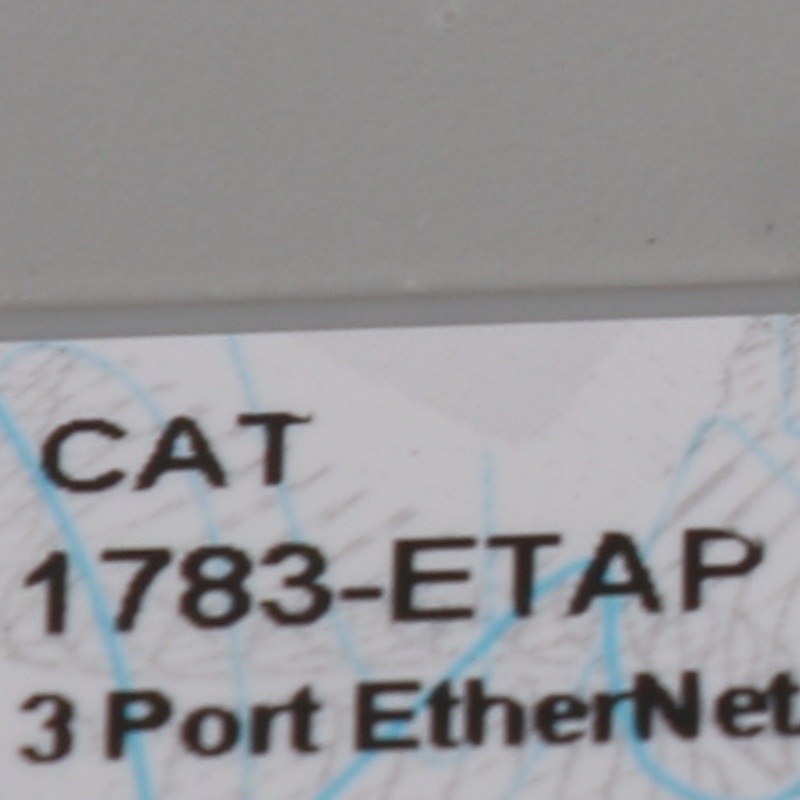 CAT
1783-ETAP
3 Port EtherNet